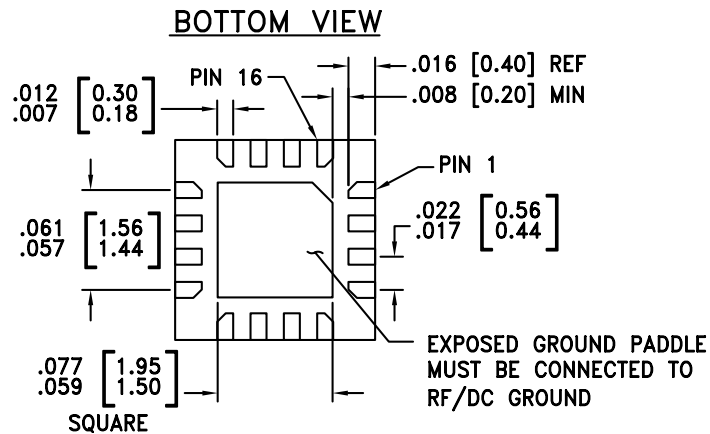 BOTTOM VIEW
PIN 16
.016 [0.40] REF
.008 [0.20] MIN
.012 [0.30
.007 0.18]
PIN 1
.022 [0.56
.017 0.44]
.061 [1.56
.057 1.44]
.077 [1.95
.059 1.50]
SQUARE
EXPOSED GROUND PADDLE
MUST BE CONNECTED TO
RF/DC GROUND